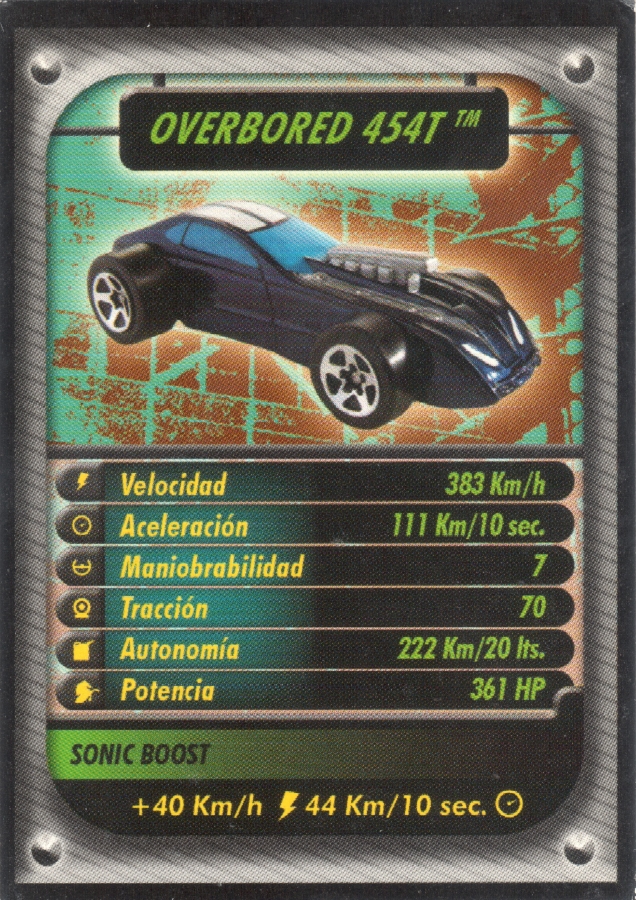 OVERBORED 454T ™
Velocidad 383 Km/h
Aceleración 111 Km/10 sec.
Maniobrabilidad 7
Tracción 70
Autonomía 222 Km/20 lts.
Potencia 361 HP
SONIC BOOST
+40 Km/h 44 Km/10 sec.